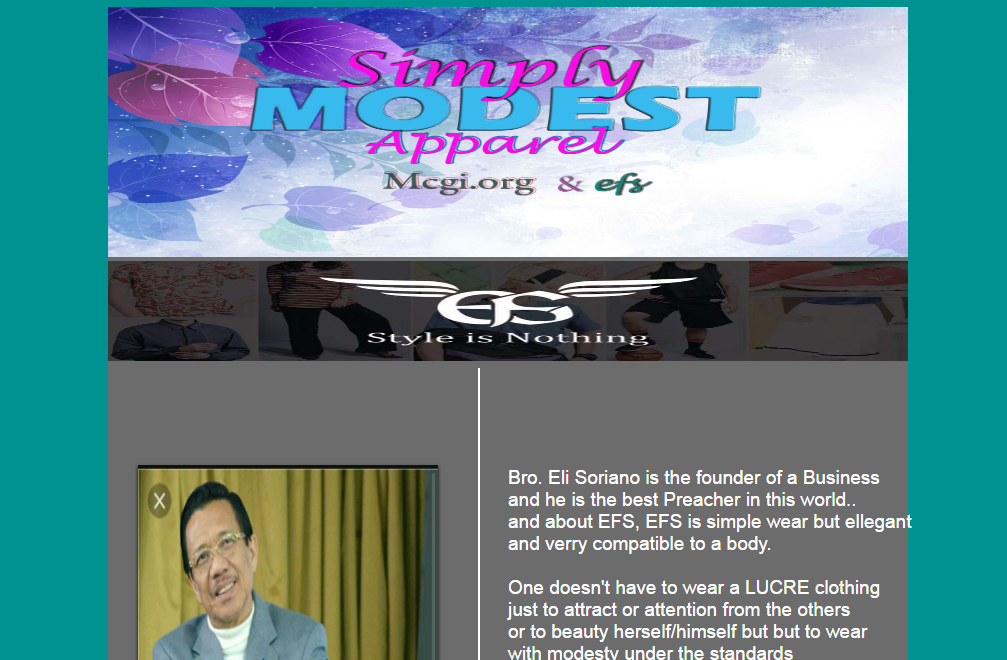 Simply
MODEST
Apparel
Mcgi.org & efs
EFS
Style is Nothing
X
Bro. Eli Soriano is the founder of a Business
and he is the best Preacher in this world..
and about EFS, EFS is simple wear but ellegant
and verry compatible to a body.
One doesn't have to wear a LUCRE clothing
just to attract or attention from the others
or to beauty herself/himself but but to wear
with modesty under the standards